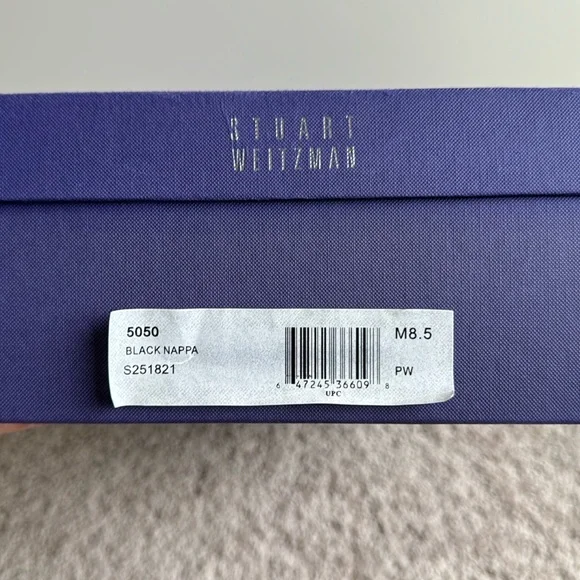 STUART
WEITZMAN
5050
BLACK NAPPA
S251821
M8.5
PW
6 47245 36609 8
UPC